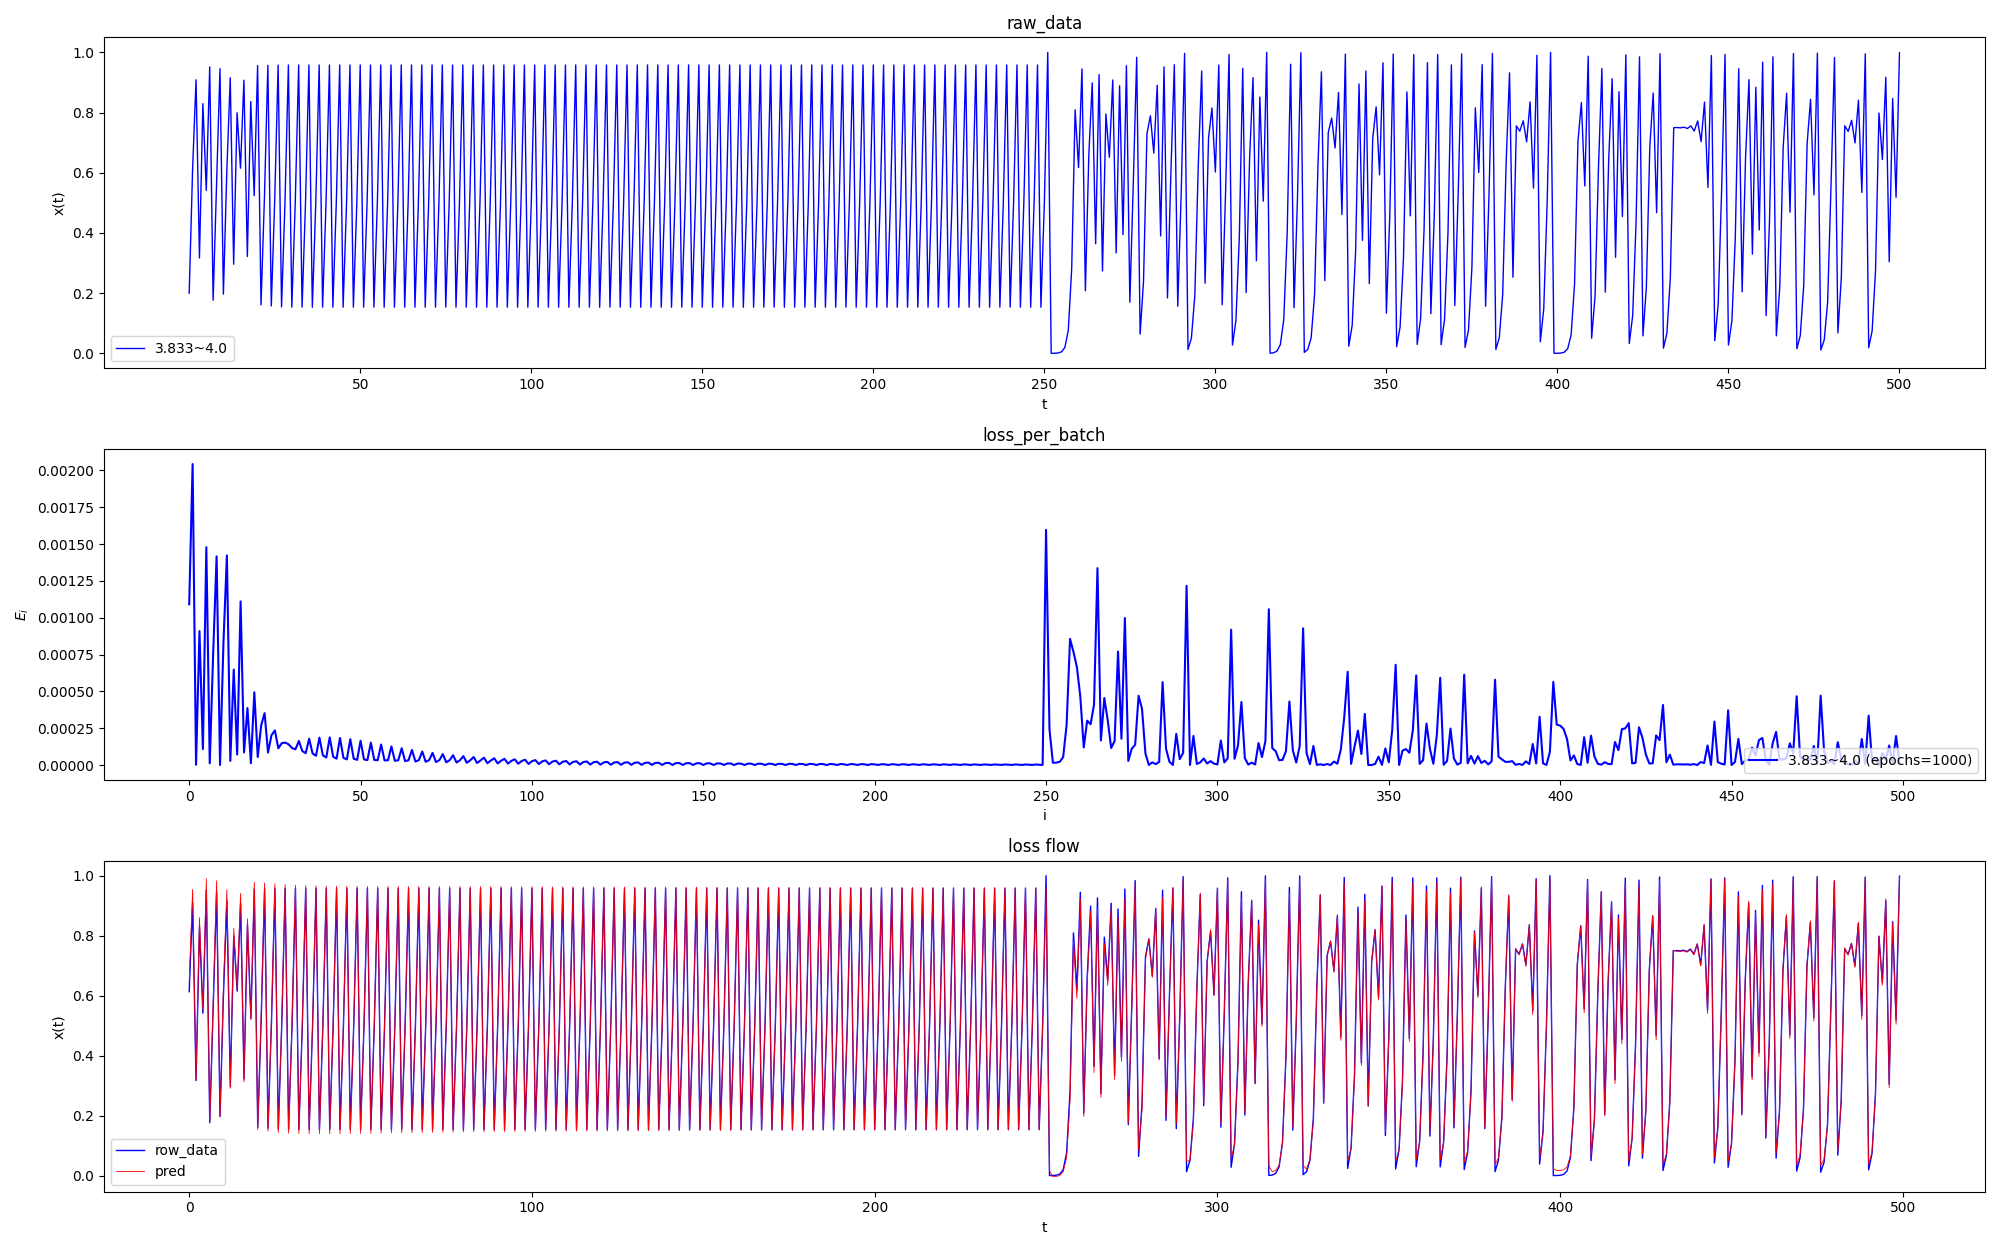 raw_data
1.0
0.8
0.6
0.4
0.2
0.0
x(t)
3.833~4.0
50 100 150 200 250 300 350 400 450 500
t
loss_per_batch
0.00200
0.00175
0.00150
0.00125
0.00100
0.00075
0.00050
0.00025
0.00000
E_i
3.833~4.0 (epochs=1000)
0 50 100 150 200 250 300 350 400 450 500
i
loss flow
1.0
0.8
0.6
0.4
0.2
0.0
x(t)
row_data
pred
0 100 200 300 400 500
t